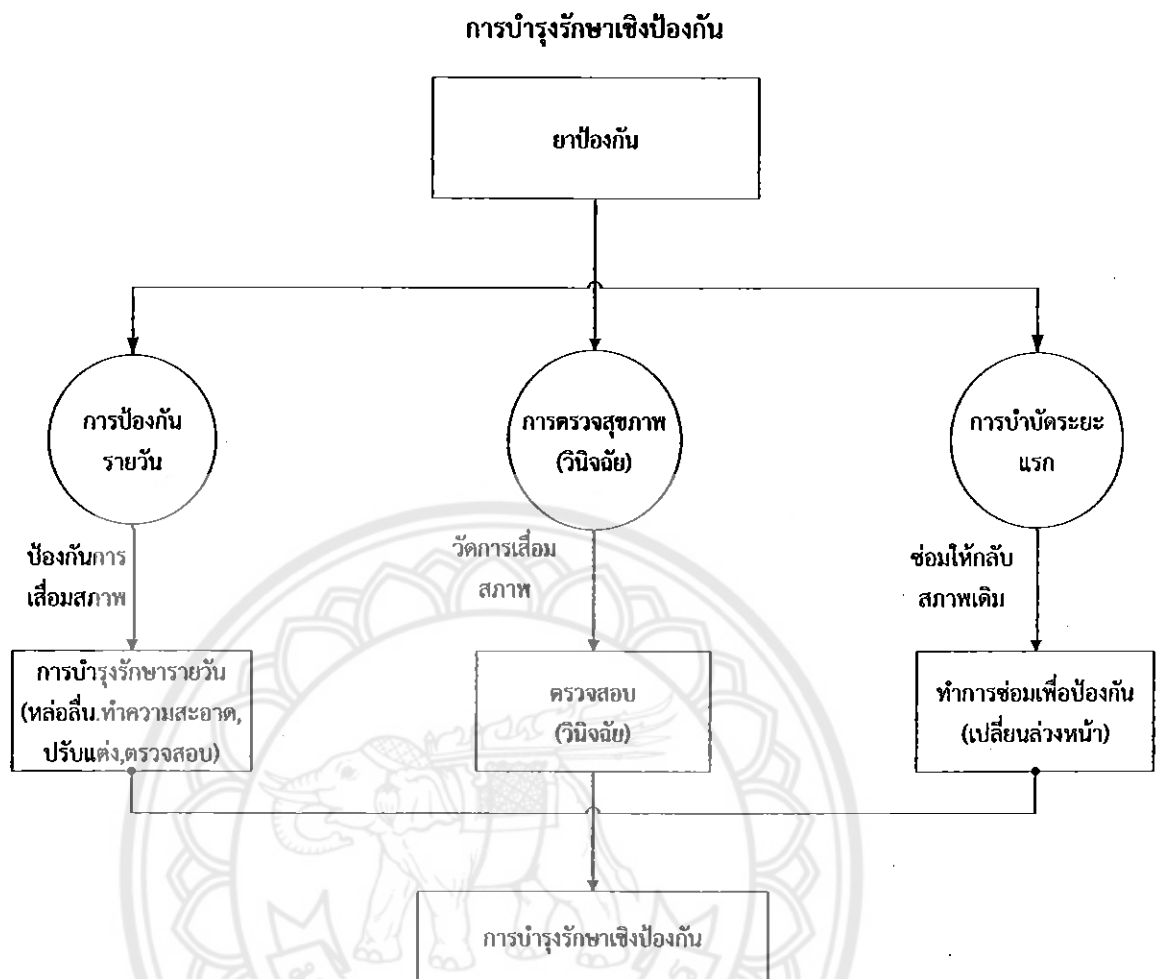 การบำรุงรักษาเชิงป้องกัน
ยาป้องกัน
การป้องกัน
รายวัน
การตรวจสุขภาพ
(วินิจฉัย)
การบำบัดระยะ
แรก
ป้องกันการ
เสื่อมสภาพ
วัดการเสื่อม
สภาพ
ซ่อมให้กลับ
สภาพเดิม
การบำรุงรักษารายวัน
(หล่อลื่น.ทำความสะอาด,
ปรับแต่ง,ตรวจสอบ)
ตรวจสอบ
(วินิจฉัย)
ทำการซ่อมเพื่อป้องกัน
(เปลี่ยนล่วงหน้า)
การบำรุงรักษาเชิงป้องกัน